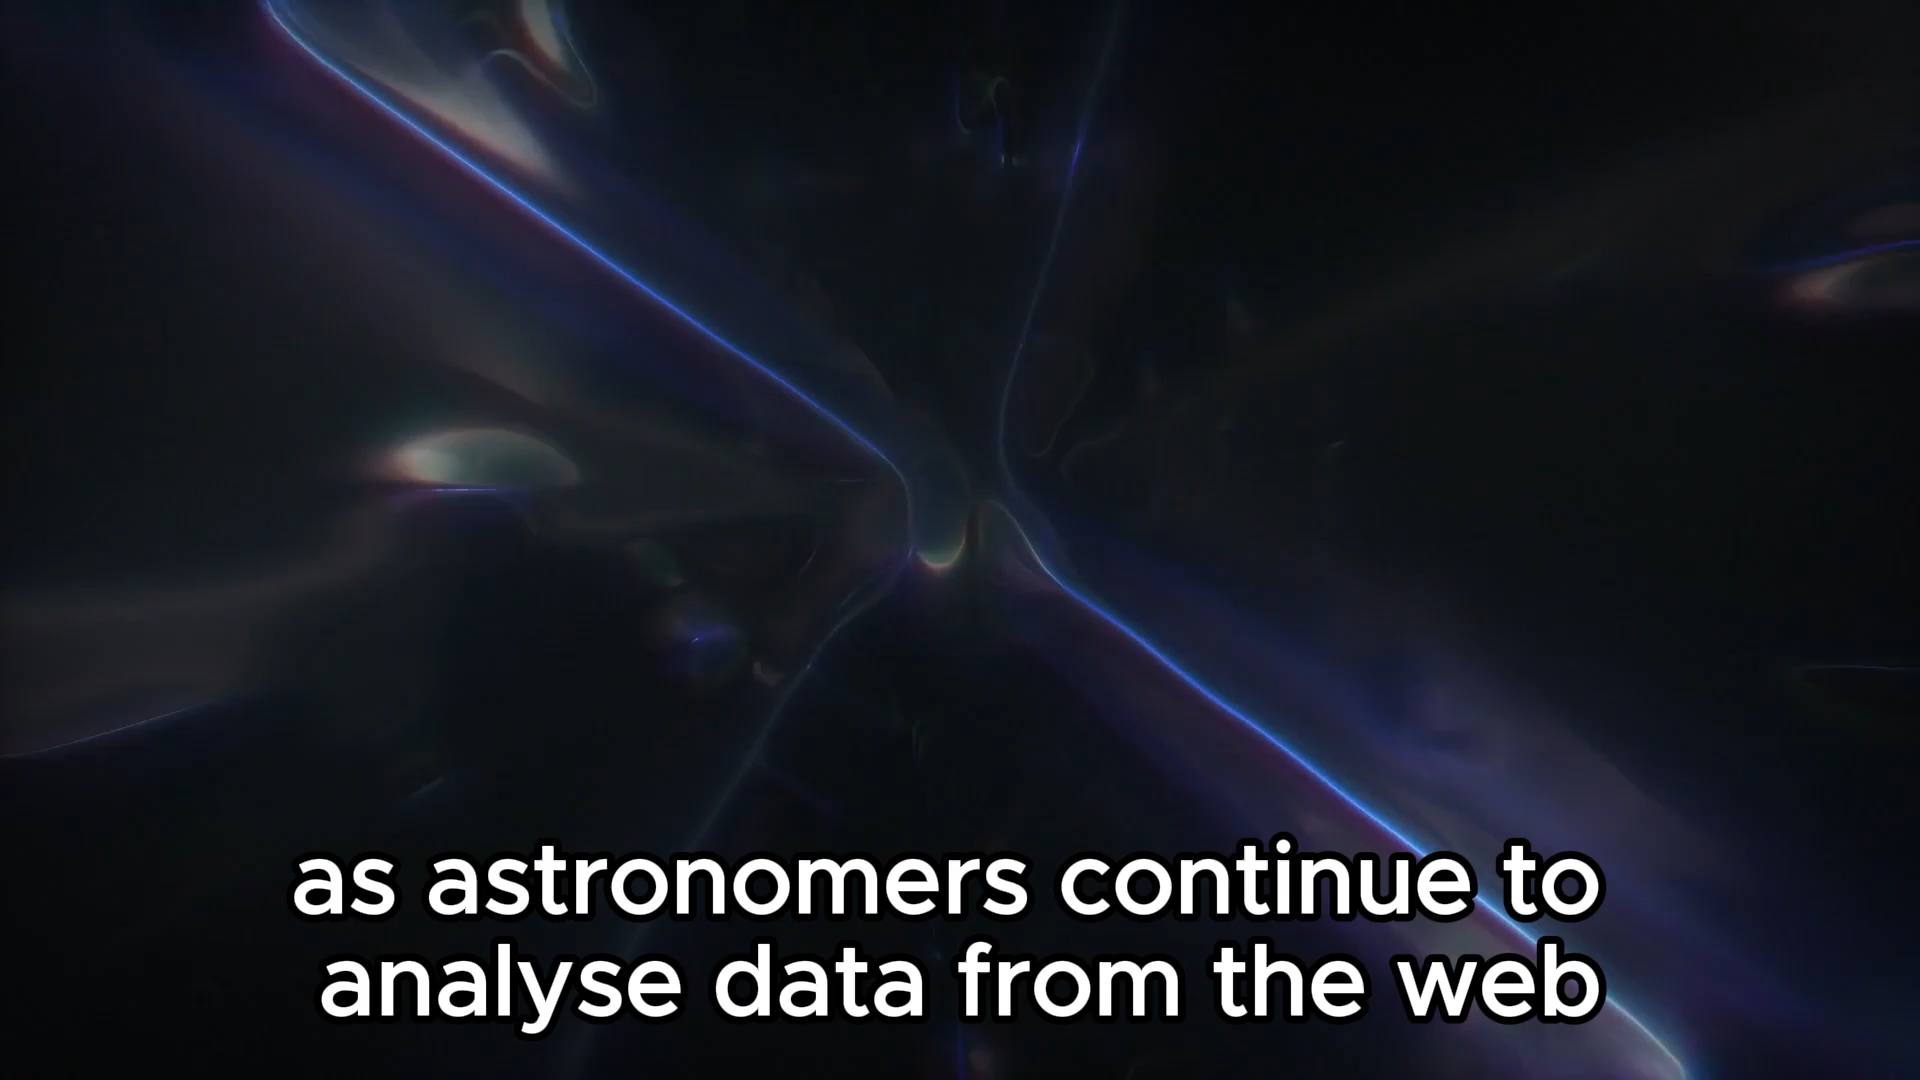 as astronomers continue to
analyse data from the web